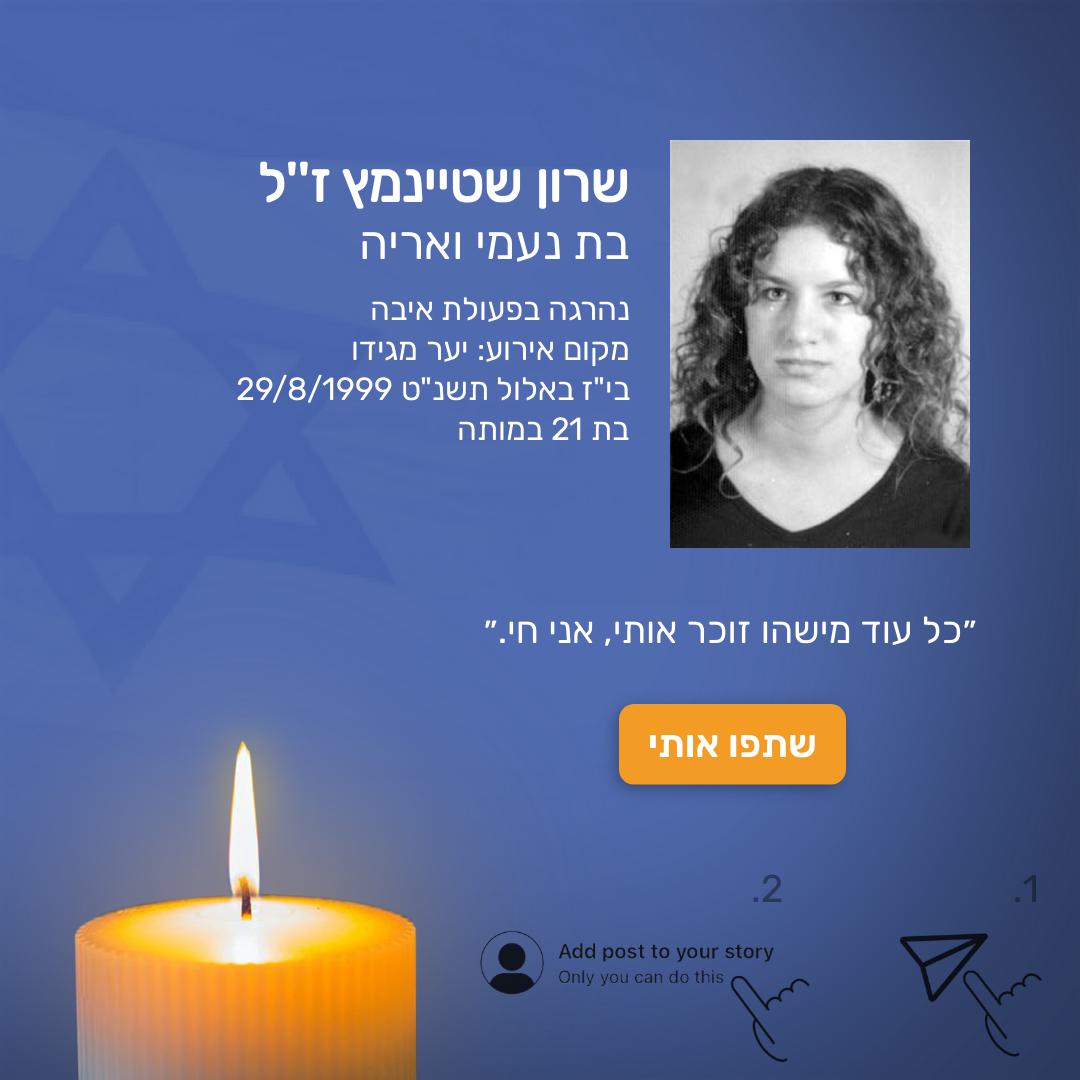 שרון שטיינמץ ז''ל
בת נעמי ואריה
נהרגה בפעולת איבה
מקום אירוע: יער מגידו
בי"ז באלול תשנ"ט 29/8/1999
בת 21 במותה
״כל עוד מישהו זוכר אותי, אני חי.״
שתפו אותי
1.
2.
Add post to your story
Only you can do this